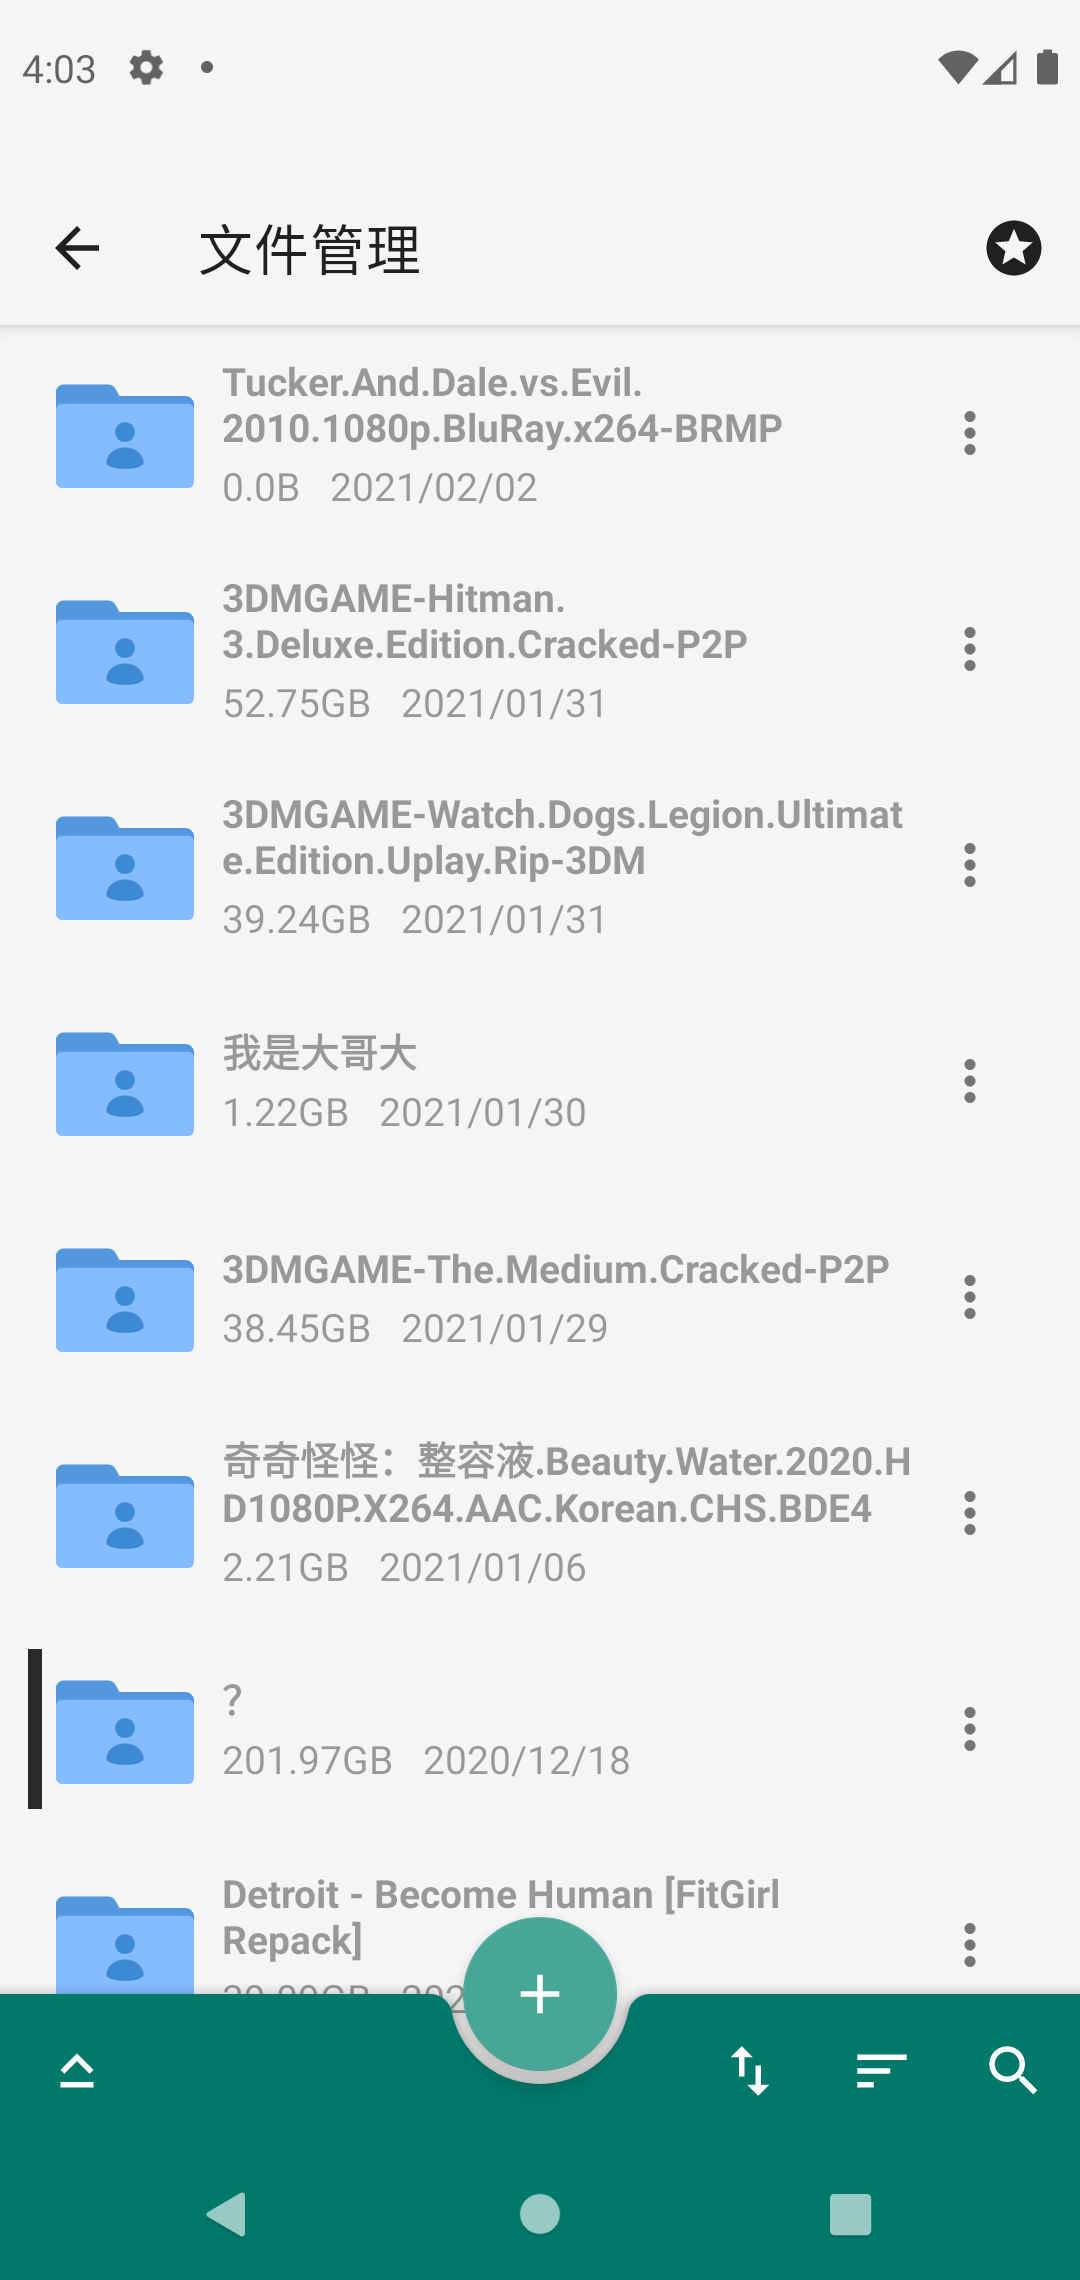 4:03
文件管理
Tucker.And.Dale.vs.Evil.
2010.1080p.BluRay.x264-BRMP
0.0B 2021/02/02
3DMGAME-Hitman.
3.Deluxe.Edition.Cracked-P2P
52.75GB 2021/01/31
3DMGAME-Watch.Dogs.Legion.Ultimat
e.Edition.Uplay.Rip-3DM
39.24GB 2021/01/31
我是大哥大
1.22GB 2021/01/30
3DMGAME-The.Medium.Cracked-P2P
38.45GB 2021/01/29
奇奇怪怪：整容液.Beauty.Water.2020.H
D1080P.X264.AAC.Korean.CHS.BDE4
2.21GB 2021/01/06
?
201.97GB 2020/12/18
Detroit - Become Human [FitGirl
Repack]